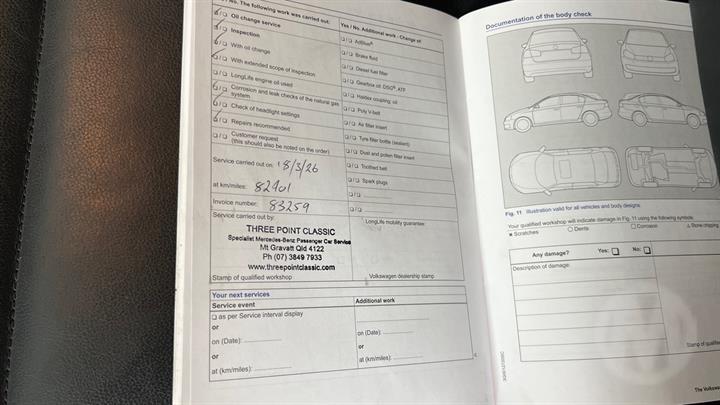 No. The following work was carried out:
Yes / No. Additional work - Change of:
☐/☐ Oil change service
☐/☐ AdBlue®
☐/☐ Inspection
☐/☐ Brake fluid
☐/☐ With oil change
☐/☐ Diesel fuel filter
☐/☐ With extended scope of inspection
☐/☐ Gearbox oil: DSG®, ATF
☐/☐ LongLife engine oil used
☐/☐ Haldex coupling: oil
☐/☐ Corrosion and leak checks of the natural gas
system
☐/☐ Poly V-belt
☐/☐ Check of headlight settings
☐/☐ Air filter insert
☐/☐ Repairs recommended
☐/☐ Tyre filler bottle (sealant)
☐/☐ Customer request
(this should also be noted on the order)
☐/☐ Dust and pollen filter insert
☐/☐ Toothed belt
Service carried out on: 18/3/26
☐/☐ Spark plugs
at km/miles: 82401
☐/☐
Invoice number: 83259
☐/☐
Service carried out by:
LongLife mobility guarantee:
THREE POINT CLASSIC
Specialist Mercedes-Benz Passenger Car Service
Mt Gravatt Qld 4122
Ph (07) 3849 7933
www.threepointclassic.com
Stamp of qualified workshop
Volkswagen dealership stamp
Your next services
Service event
Additional work
☐ as per Service interval display
or
on (Date):
on (Date):
or
or
at (km/miles):
at (km/miles):
Documentation of the body check
Fig. 11 Illustration valid for all vehicles and body designs.
Your qualified workshop will indicate damage in Fig. 11 using the following symbols:
× Scratches
○ Dents
☐ Corrosion
△ Stone chipping
Any damage?
Yes: ☐
No: ☐
Description of damage:
Stamp of qualified
The Volkswa